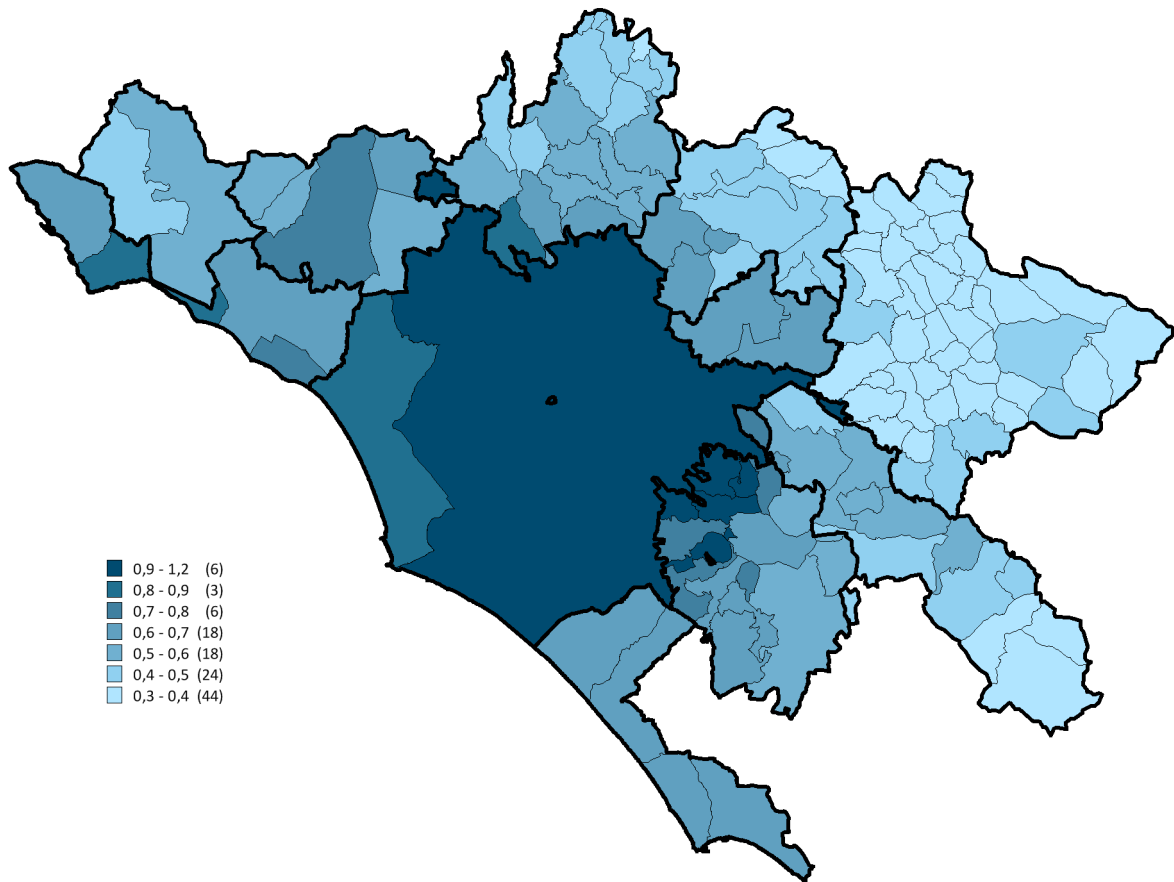 0,9 - 1,2 (6)
0,8 - 0,9 (3)
0,7 - 0,8 (6)
0,6 - 0,7 (18)
0,5 - 0,6 (18)
0,4 - 0,5 (24)
0,3 - 0,4 (44)